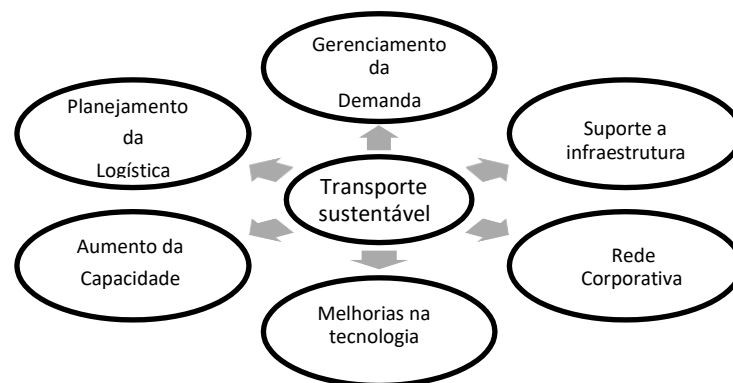 Gerenciamento
da
Demanda
Planejamento
da
Logística
Suporte a
infraestrutura
Transporte
sustentável
Aumento da
Capacidade
Rede
Corporativa
Melhorias na
tecnologia